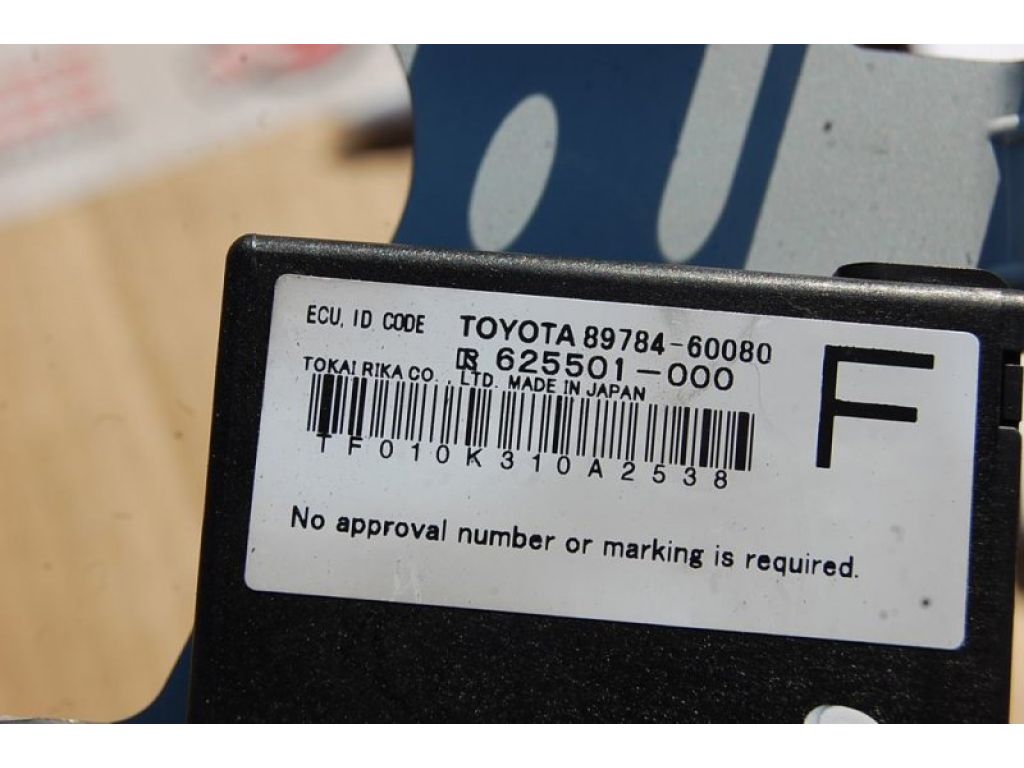 ECU, ID CODE TOYOTA 89784-60080
625501-000
TOKAI RIKA CO., LTD. MADE IN JAPAN
F
TF010K310A2538
No approval number or marking is required.